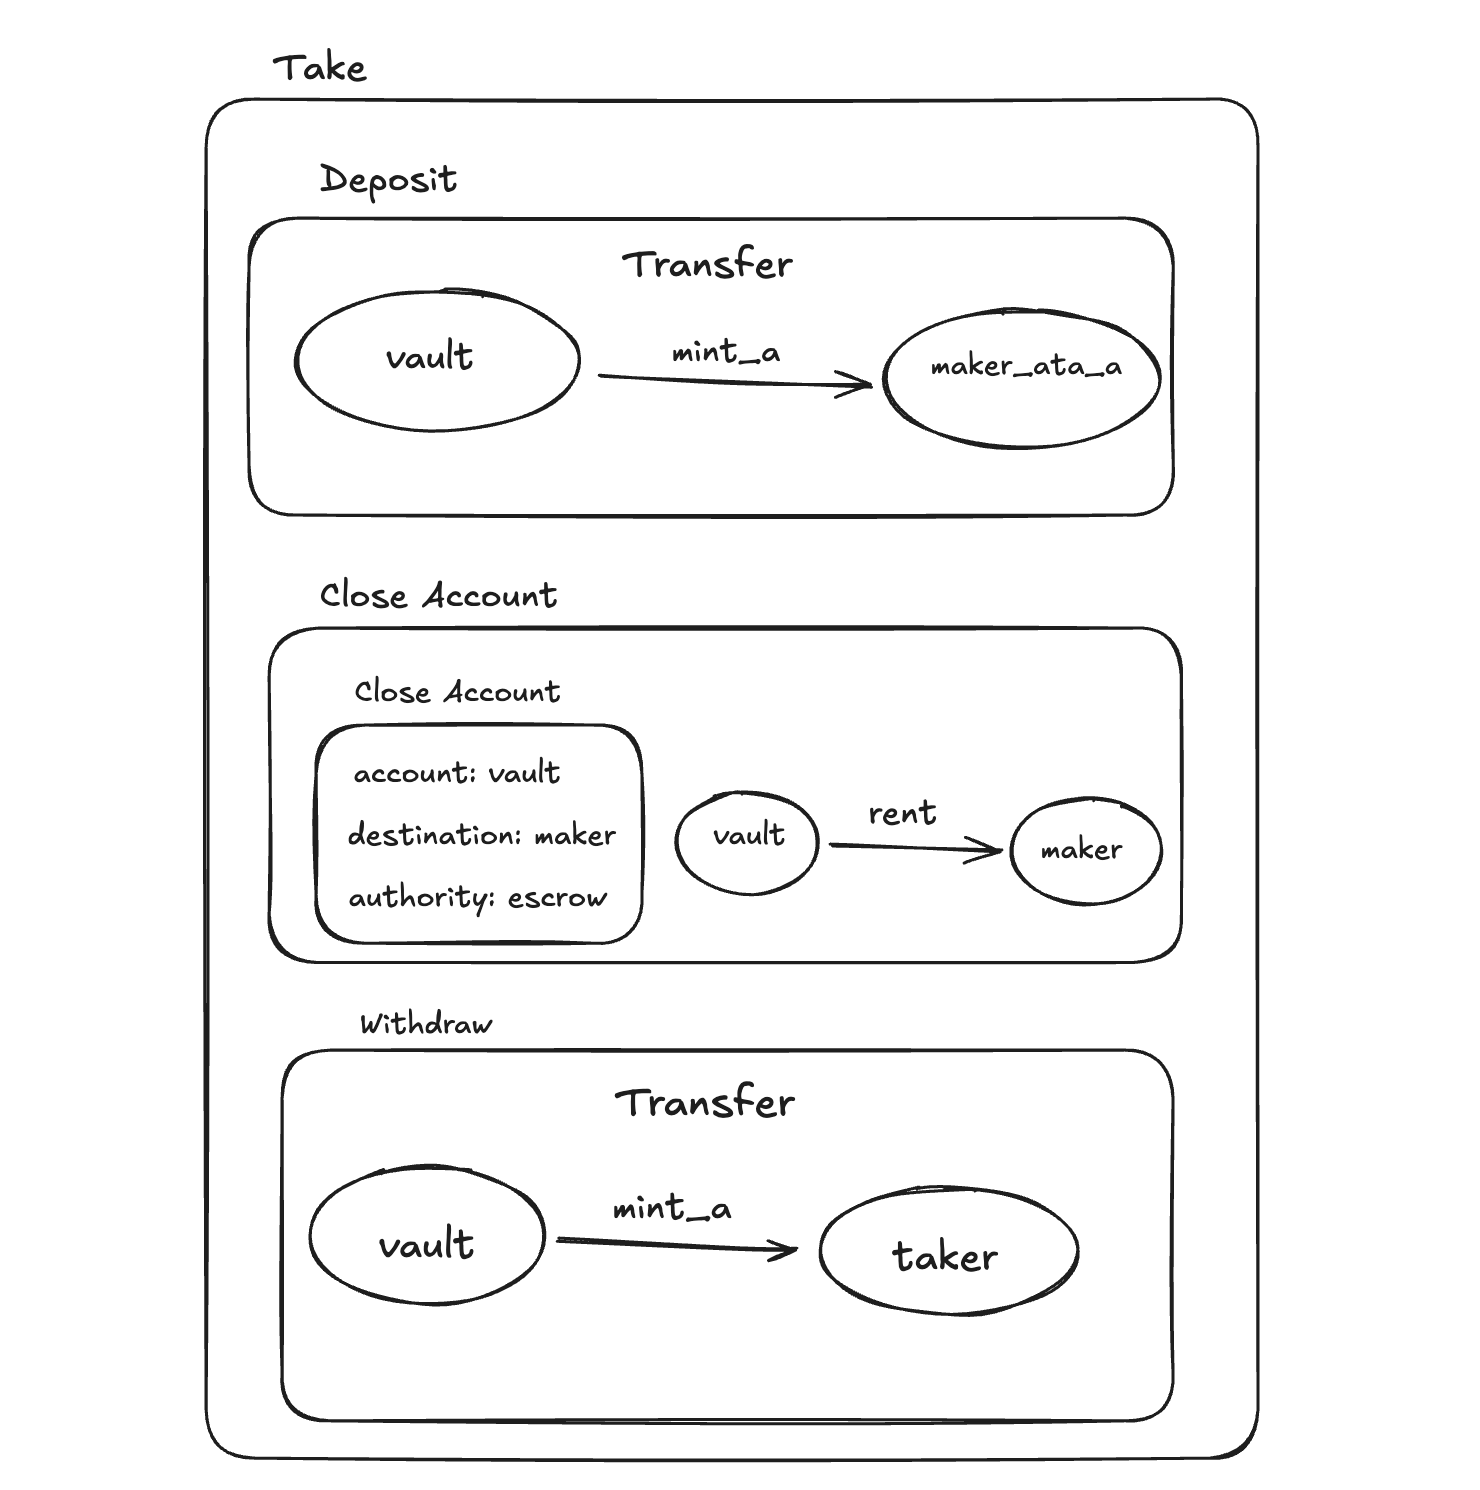 Take
Deposit
Transfer
vault
mint_a
maker_ata_a
Close Account
Close Account
account: vault
destination: maker
authority: escrow
vault
rent
maker
Withdraw
Transfer
vault
mint_a
taker